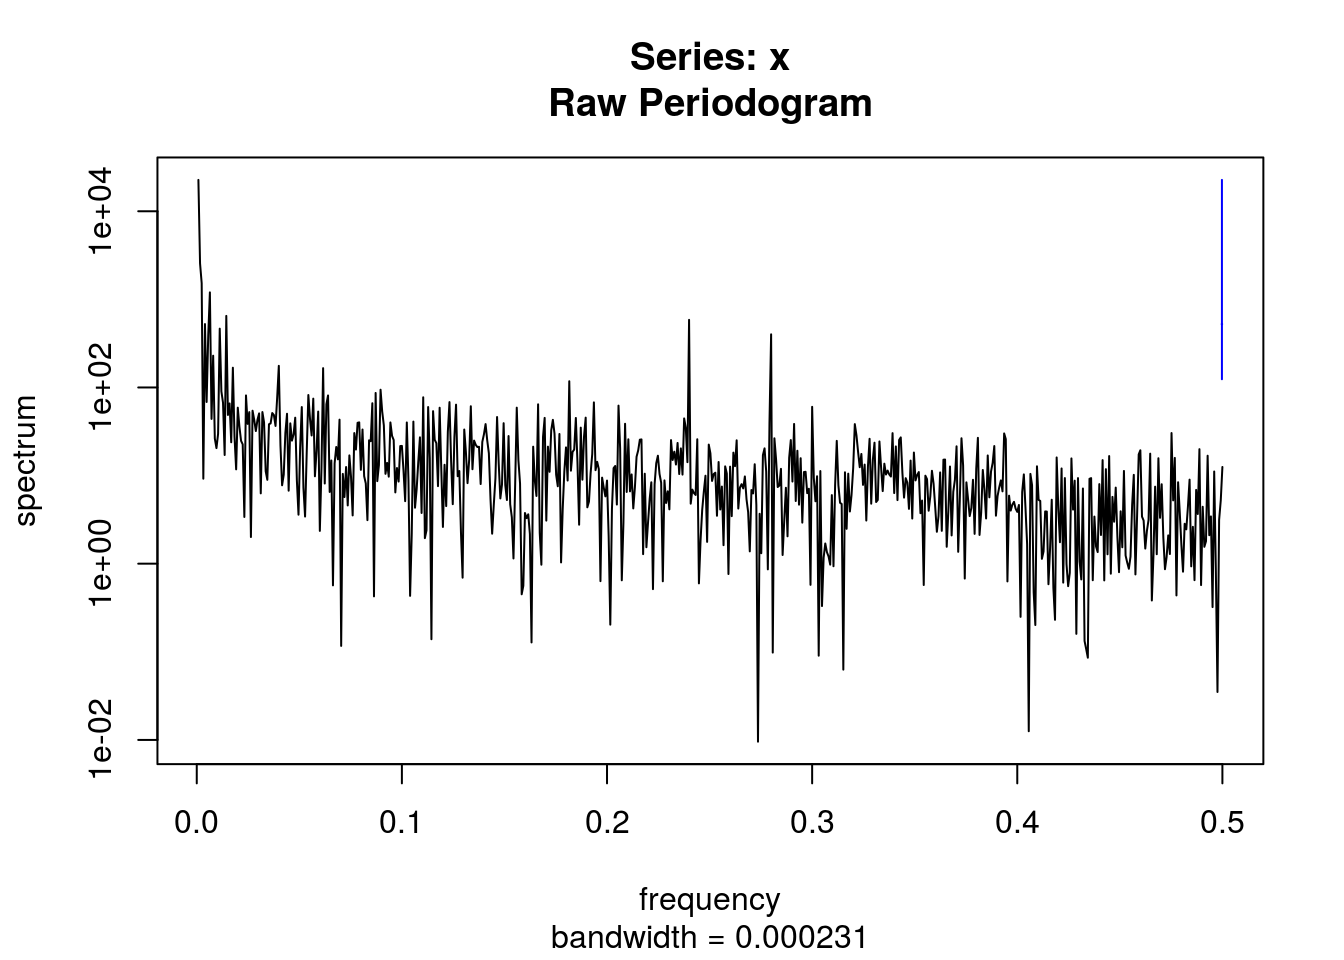 Series: x
Raw Periodogram
spectrum
1e+04
1e+02
1e+00
1e-02
0.0 0.1 0.2 0.3 0.4 0.5
frequency
bandwidth = 0.000231